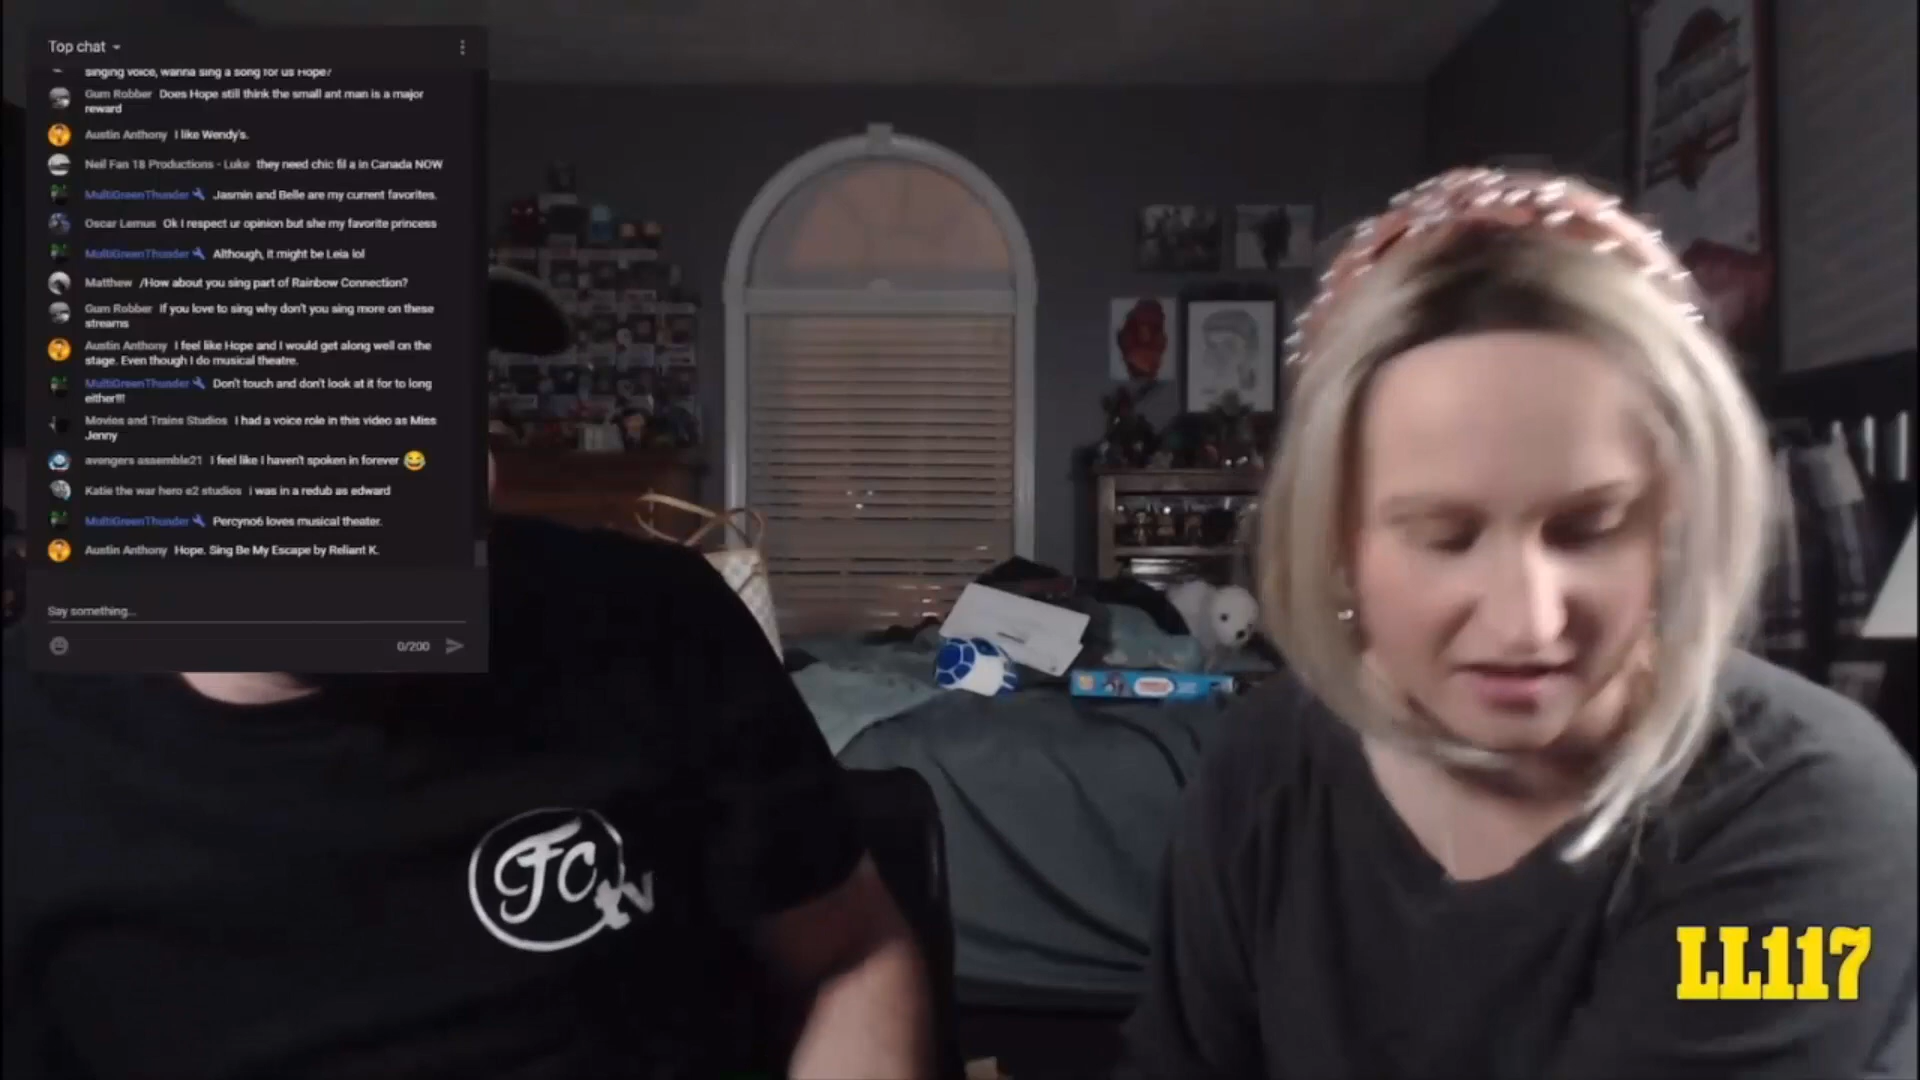 Top chat
singing voice, wanna sing a song for us Hope?
Gum Robber Does Hope still think the small ant man is a major
reward
Austin Anthony I like Wendy's.
Neil Fan 18 Productions - Luke they need chic fil a in Canada NOW
MultiGreenThunder Jasmin and Belle are my current favorites.
Oscar Lemus Ok I respect ur opinion but she my favorite princess
MultiGreenThunder Although, it might be Leia lol
Matthew /How about you sing part of Rainbow Connection?
Gum Robber If you love to sing why don't you sing more on these
streams
Austin Anthony I feel like Hope and I would get along well on the
stage. Even though I do musical theatre.
MultiGreenThunder Don't touch and don't look at it for to long
either!!!
Movies and Trains Studios I had a voice role in this video as Miss
Jenny
avengers assemble21 I feel like I haven't spoken in forever
Katie the war hero e2 studios i was in a redub as edward
MultiGreenThunder Percyno6 loves musical theater.
Austin Anthony Hope. Sing Be My Escape by Reliant K.
Say something...
0/200
FC
tv
LL117